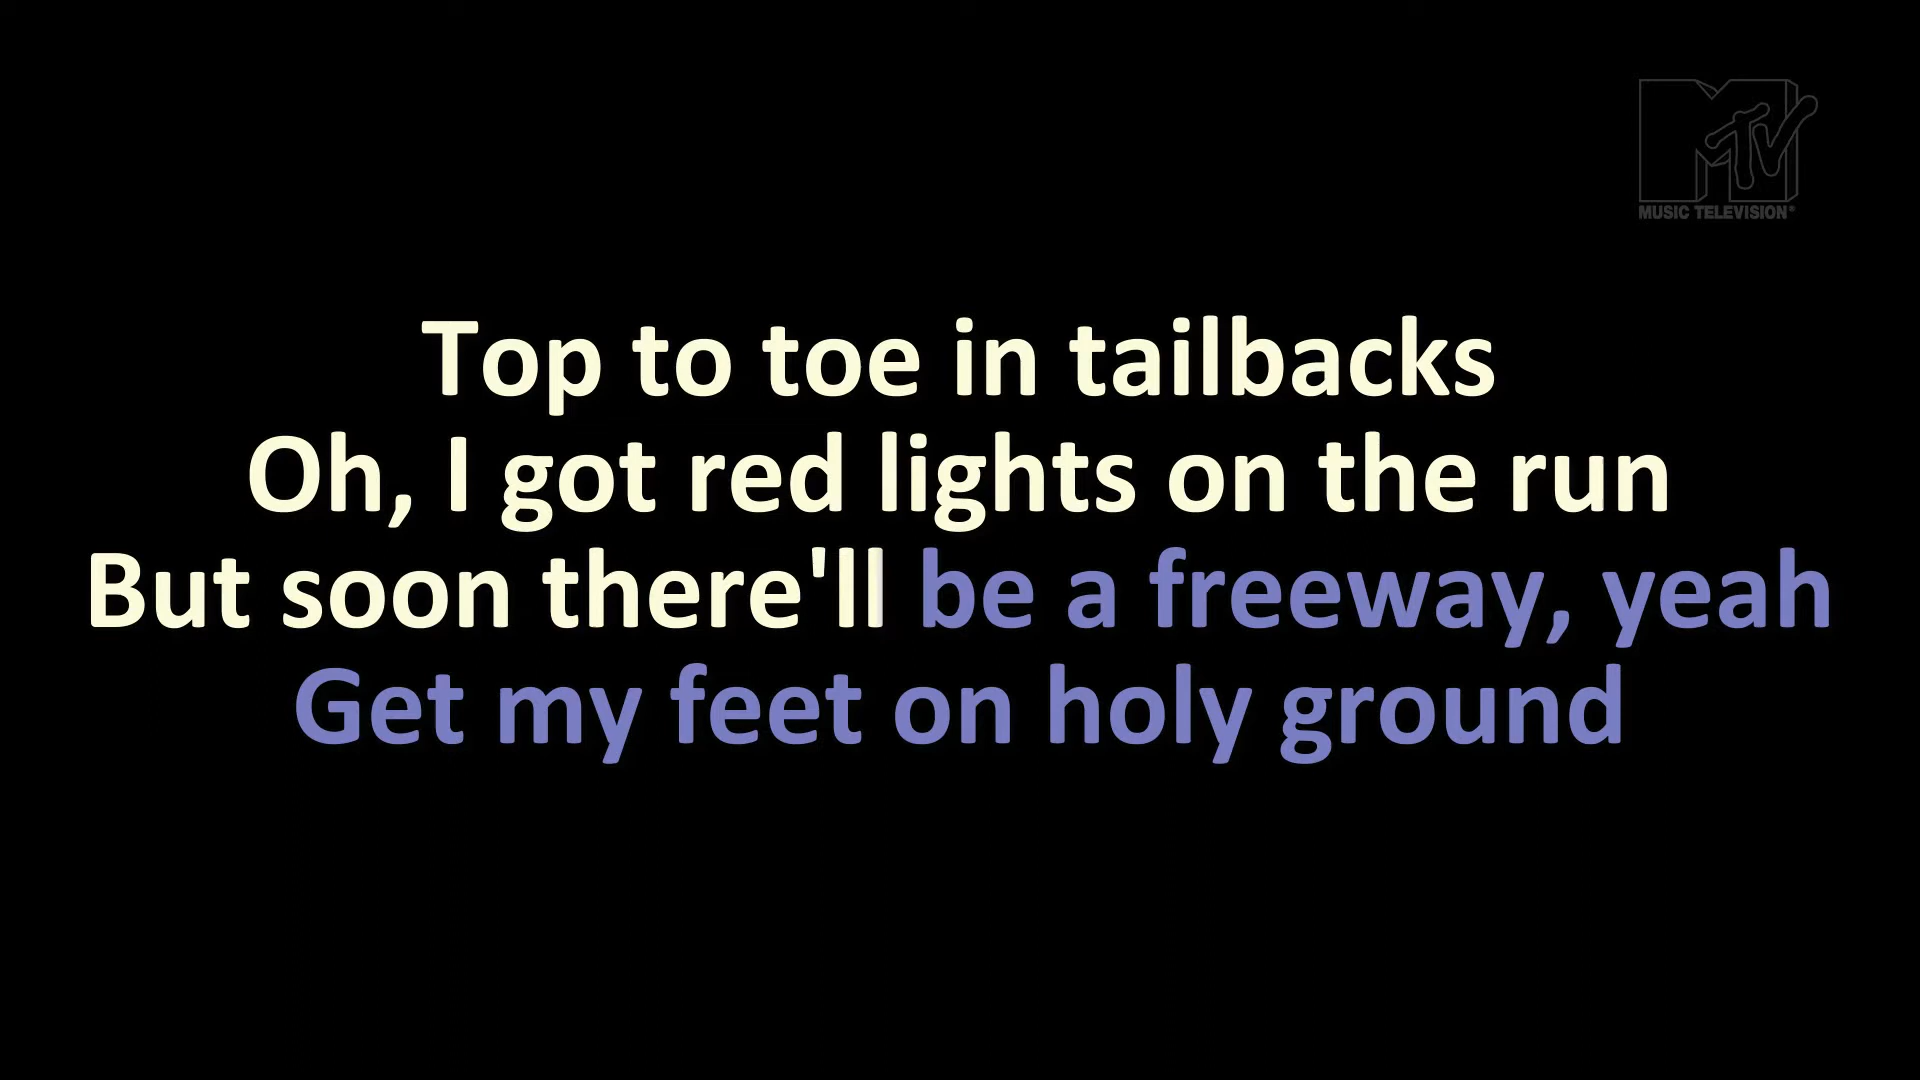 MTV
MUSIC TELEVISION®
Top to toe in tailbacks
Oh, I got red lights on the run
But soon there'll be a freeway, yeah
Get my feet on holy ground